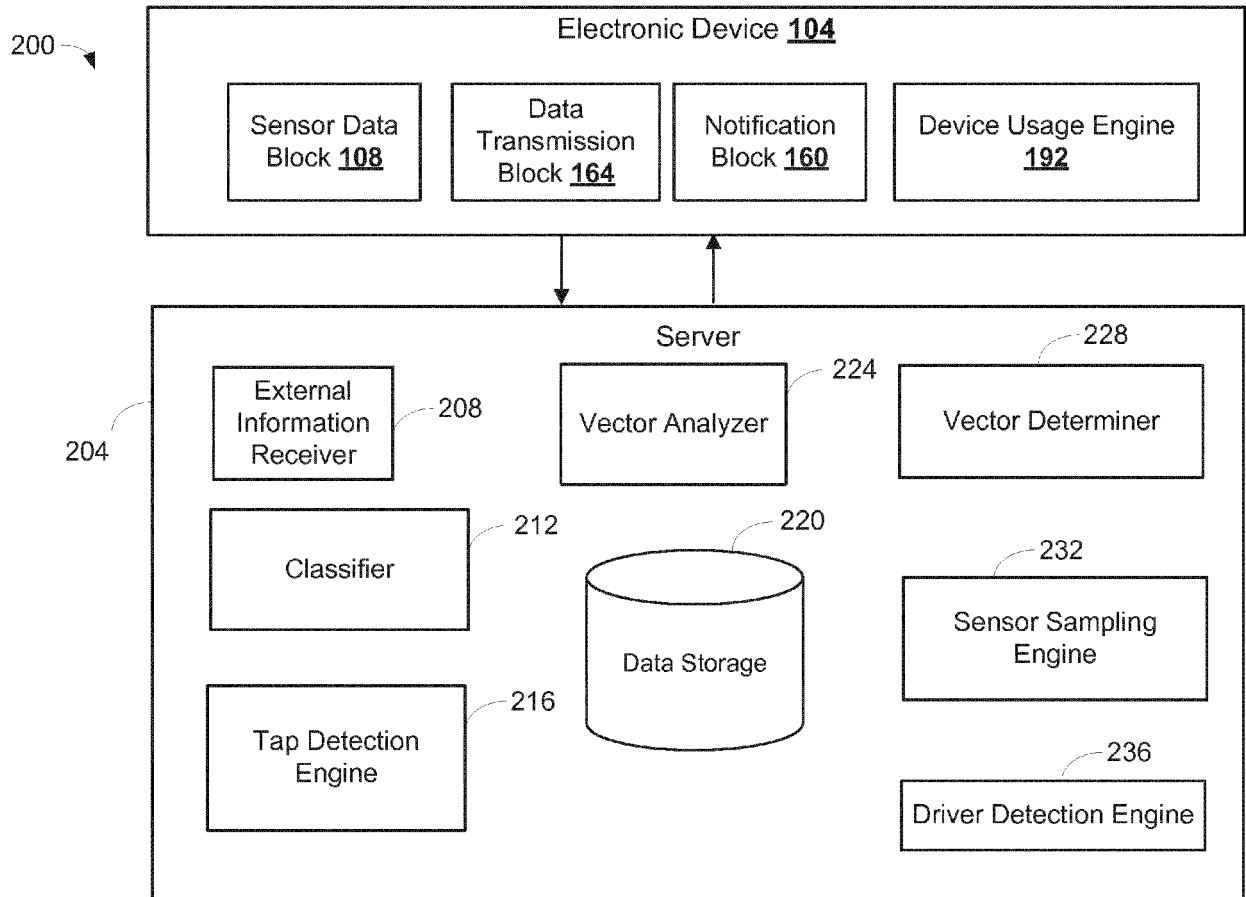 200
Electronic Device 104
Sensor Data
Block 108
Data
Transmission
Block 164
Notification
Block 160
Device Usage Engine
192
Server
204
External
Information
Receiver
208
Vector Analyzer
224
228
Vector Determiner
Classifier
212
220
Data Storage
232
Sensor Sampling
Engine
Tap Detection
Engine
216
236
Driver Detection Engine